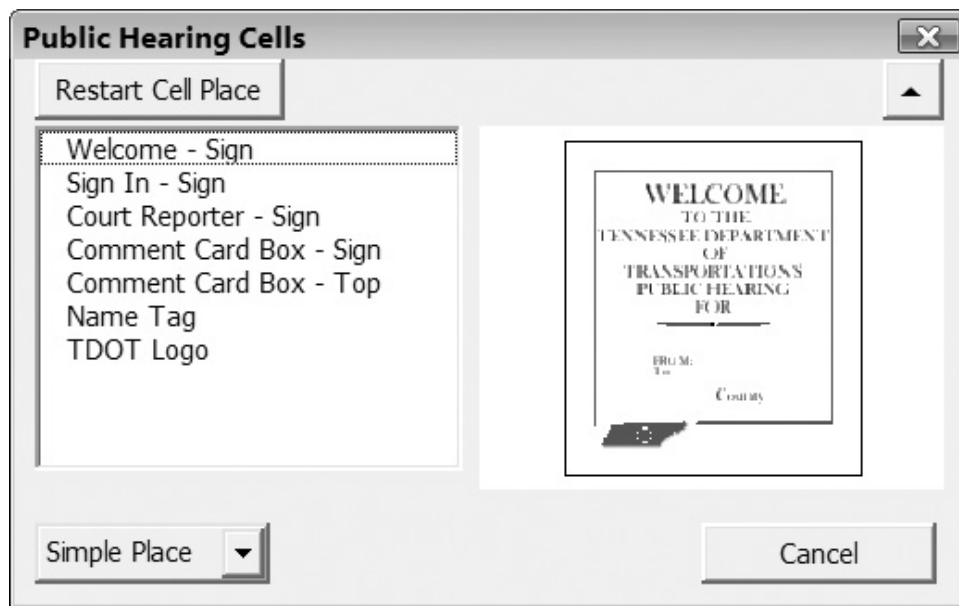 Public Hearing Cells
Restart Cell Place
Welcome - Sign
Sign In - Sign
Court Reporter - Sign
Comment Card Box - Sign
Comment Card Box - Top
Name Tag
TDOT Logo
WELCOME
TO THE
TENNESSEE DEPARTMENT
OF
TRANSPORTATION'S
PUBLIC HEARING
FOR
FROM:
To:
County
Simple Place
Cancel